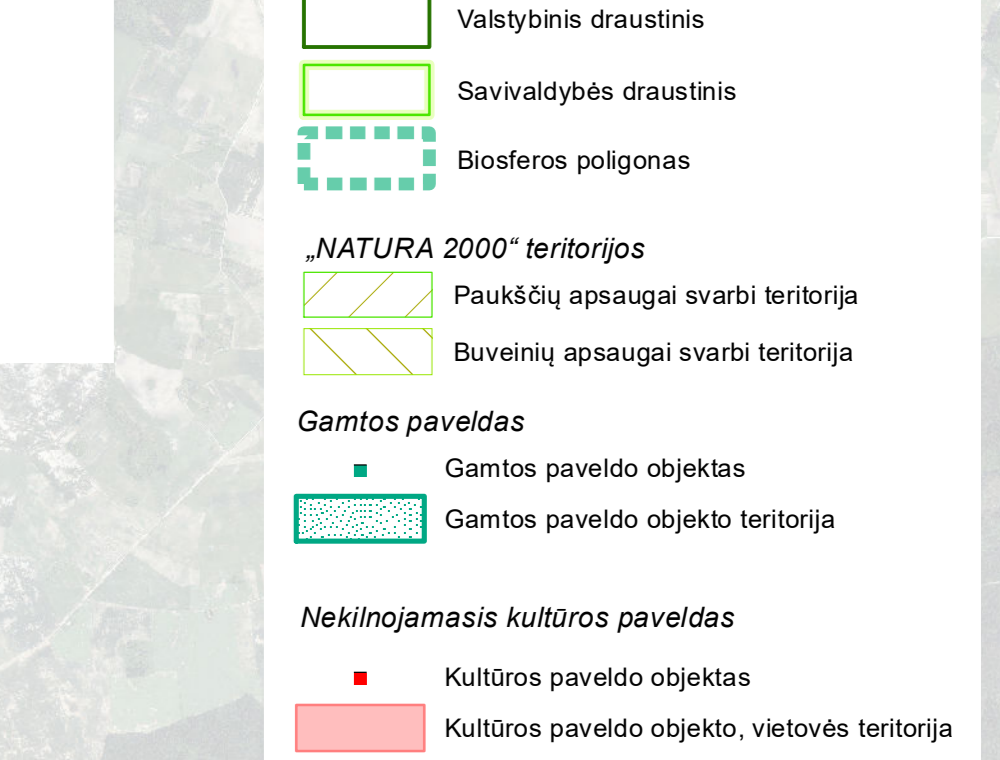 Valstybinis draustinis
Savivaldybės draustinis
Biosferos poligonas
„NATURA 2000“ teritorijos
Paukščių apsaugai svarbi teritorija
Buveinių apsaugai svarbi teritorija
Gamtos paveldas
Gamtos paveldo objektas
Gamtos paveldo objekto teritorija
Nekilnojamasis kultūros paveldas
Kultūros paveldo objektas
Kultūros paveldo objekto, vietovės teritorija